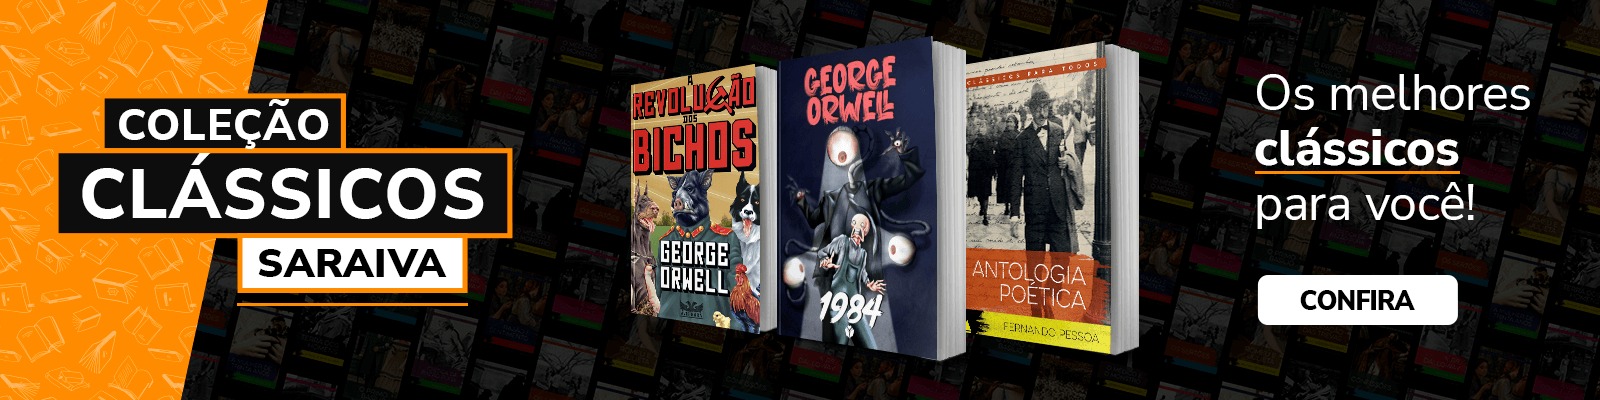 COLEÇÃO
CLÁSSICOS
SARAIVA
A
REVOLUÇÃO
DOS
BICHOS
GEORGE
ORWELL
GEORGE
ORWELL
1984
CLÁSSICOS PARA TODOS
ANTOLOGIA
POÉTICA
FERNANDO PESSOA
Os melhores
clássicos
para você!
CONFIRA